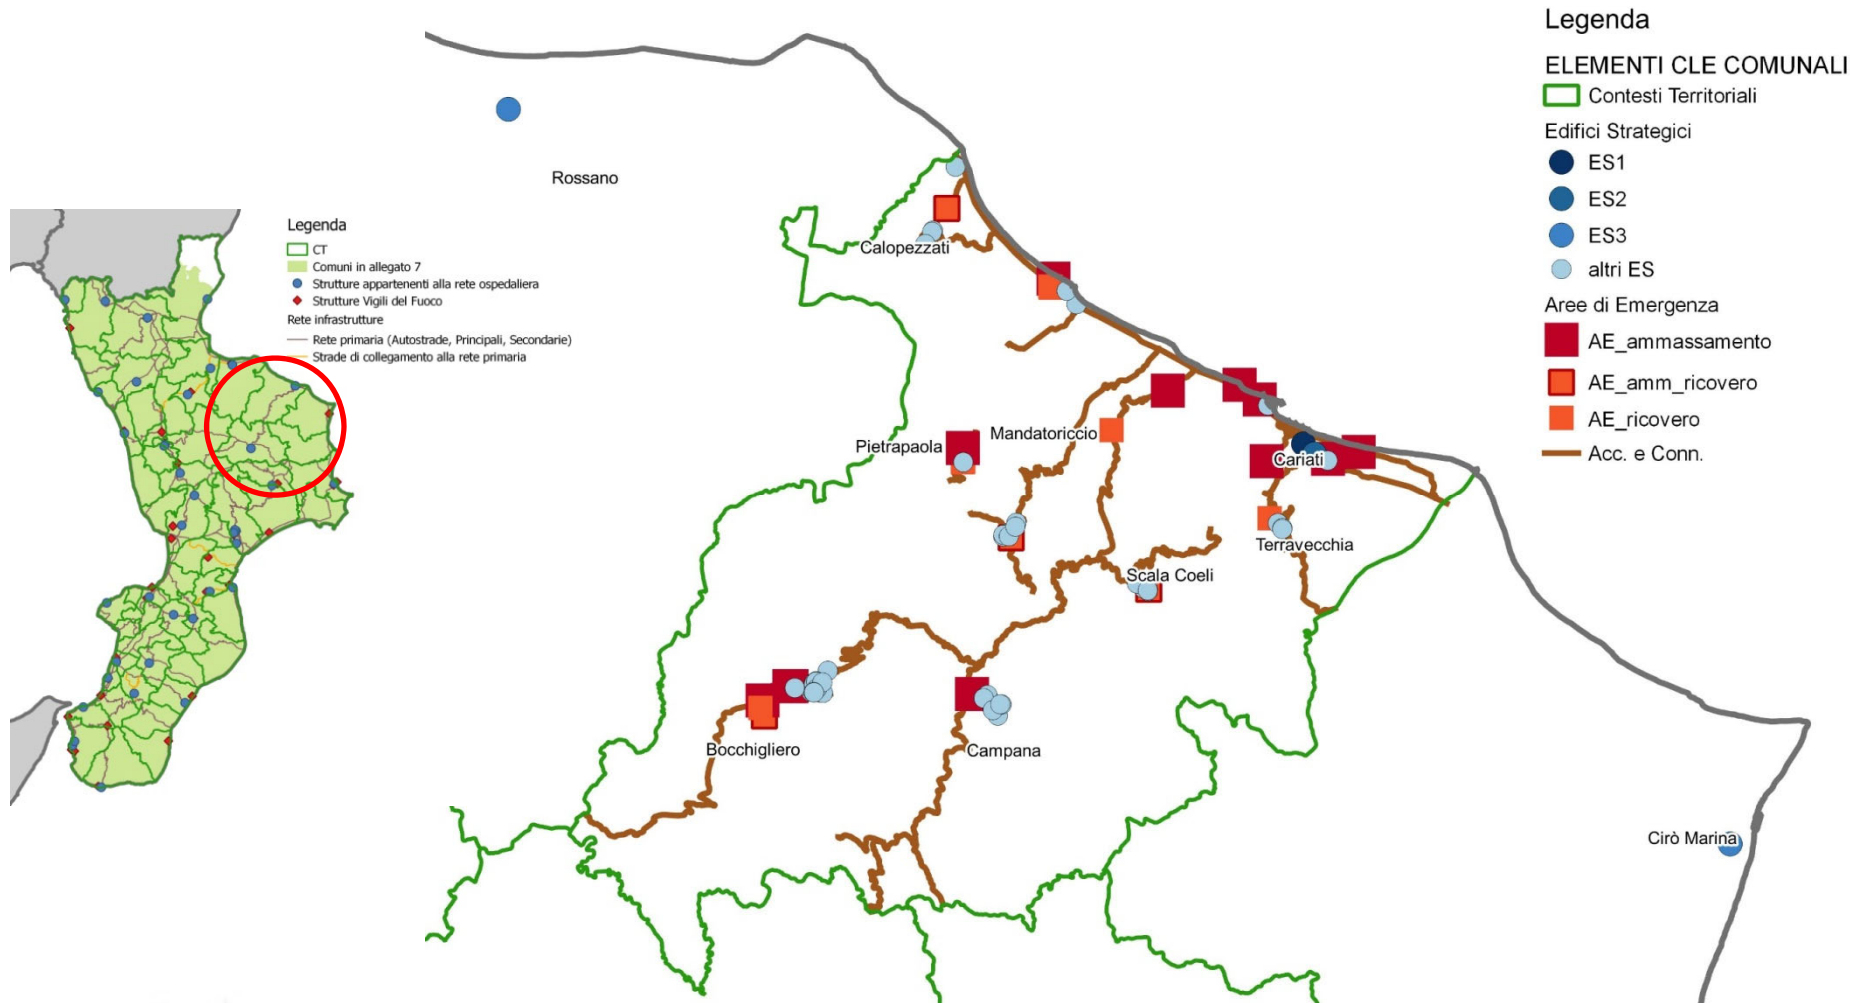 Legenda
CT
Comuni in allegato 7
Strutture appartenenti alla rete ospedaliera
Strutture Vigili del Fuoco
Rete infrastrutture
Rete primaria (Autostrade, Principali, Secondarie)
Strade di collegamento alla rete primaria
Rossano
Calopezzati
Pietrapaola
Mandatoriccio
Cariati
Terravecchia
Scala Coeli
Bocchigliero
Campana
Cirò Marina
Legenda
ELEMENTI CLE COMUNALI
Contesti Territoriali
Edifici Strategici
ES1
ES2
ES3
altri ES
Aree di Emergenza
AE_ammassamento
AE_amm_ricovero
AE_ricovero
Acc. e Conn.